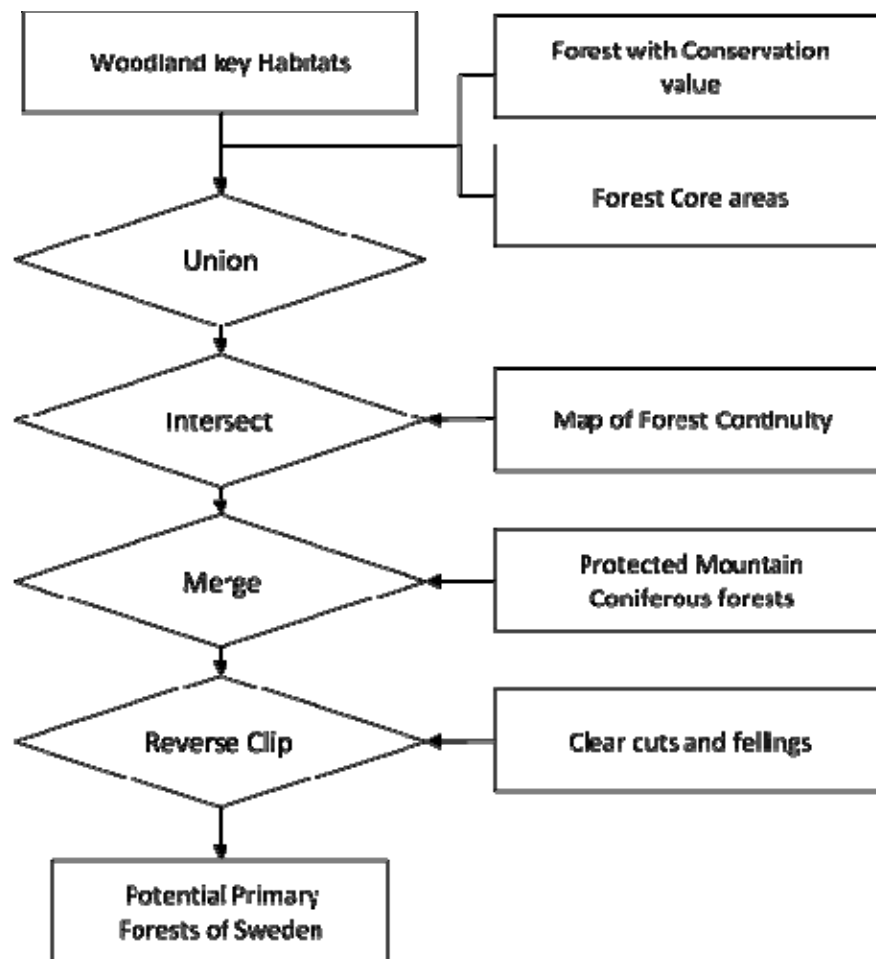 Woodland key Habitats
Forest with Conservation
value
Forest Core areas
Union
Intersect
Map of Forest Continuity
Merge
Protected Mountain
Coniferous forests
Reverse Clip
Clear cuts and fellings
Potential Primary
Forests of Sweden